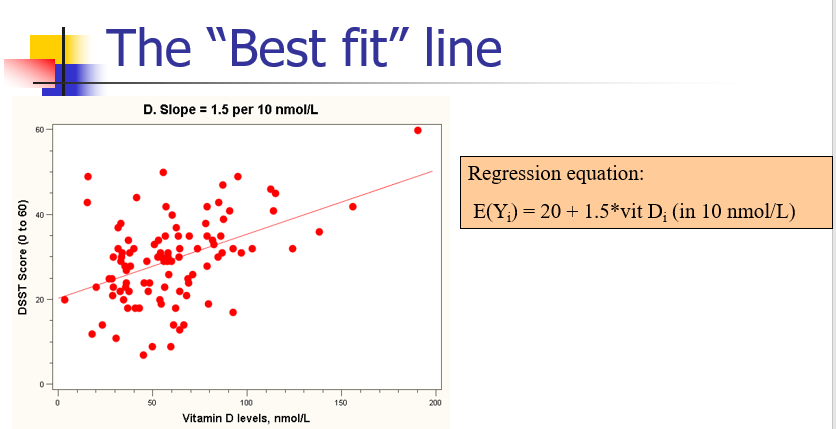 The “Best fit” line
D. Slope = 1.5 per 10 nmol/L
DSST Score (0 to 60)
60
40
20
0
0 50 100 150 200
Vitamin D levels, nmol/L
Regression equation:
E(Yᵢ) = 20 + 1.5*vit Dᵢ (in 10 nmol/L)